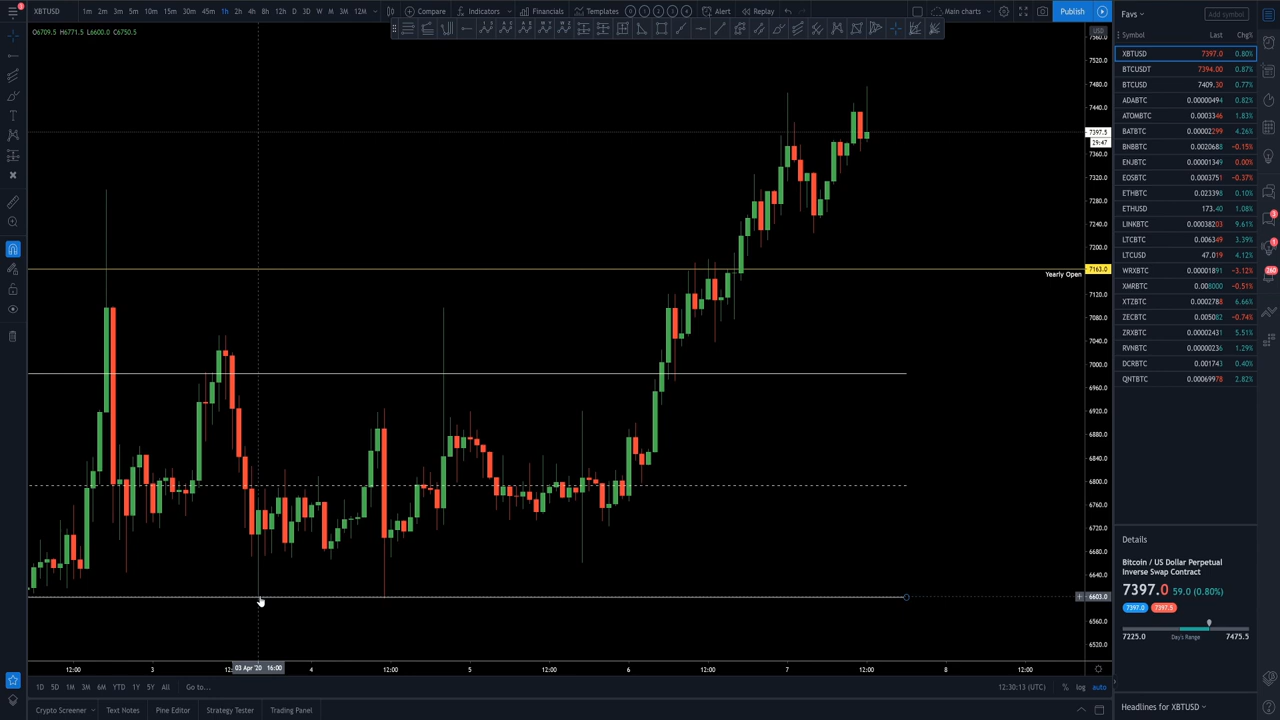 XBTUSD 1m 2m 3m 5m 10m 15m 30m 45m 1h 2h 4h 8h 12h D 3D W M 3M 12M Compare Indicators Financials Templates Alert Replay Main charts Publish
O6709.5 H6771.5 L6600.0 C6750.5
USD
7560.0
7520.0
7480.0
7440.0
7397.5
29:47
7360.0
7320.0
7280.0
7240.0
7200.0
7163.0
Yearly Open
7120.0
7080.0
7040.0
7000.0
6960.0
6920.0
6880.0
6840.0
6800.0
6760.0
6720.0
6680.0
6640.0
6603.0
6560.0
6520.0
12:00 3 12: 03 Apr '20 16:00 4 12:00 5 12:00 6 12:00 7 12:00 8 12:00
1D 5D 1M 3M 6M YTD 1Y 5Y All Go to... 12:30:13 (UTC) % log auto
Crypto Screener Text Notes Pine Editor Strategy Tester Trading Panel
Favs Add symbol
Symbol Last Chg%
XBTUSD 7397.0 0.80%
BTCUSDT 7394.00 0.87%
BTCUSD 7409.30 0.77%
ADABTC 0.00000494 0.82%
ATOMBTC 0.0003346 1.83%
BATBTC 0.00002299 4.26%
BNBBTC 0.0020688 −0.15%
ENJBTC 0.00001349 0.00%
EOSBTC 0.0003751 −0.37%
ETHBTC 0.023398 0.10%
ETHUSD 173.40 1.08%
LINKBTC 0.00038203 9.61%
LTCBTC 0.006349 3.39%
LTCUSD 47.019 4.12%
WRXBTC 0.00001891 −3.12%
XMRBTC 0.008000 −0.51%
XTZBTC 0.0002788 6.66%
ZECBTC 0.005082 −0.74%
ZRXBTC 0.00002431 5.51%
RVNBTC 0.00000236 1.29%
DCRBTC 0.001743 0.40%
QNTBTC 0.00069978 2.82%
Details
Bitcoin / US Dollar Perpetual
Inverse Swap Contract
7397.0 59.0 (0.80%)
7397.0 7397.5
7225.0 Day's Range 7475.5
Headlines for XBTUSD